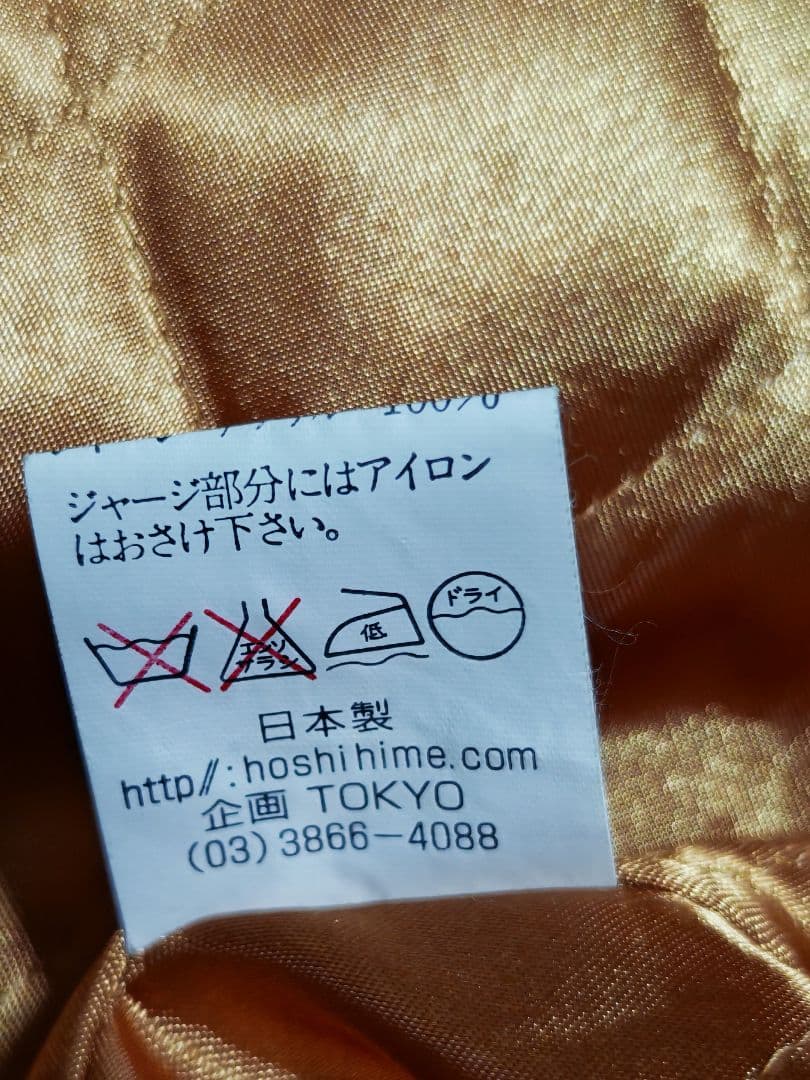 100%
ジャージ部分にはアイロン
はおさけ下さい。
エンソ
サラシ
低
ドライ
日本製
http//:hoshihime.com
企画 TOKYO
(03)3866-4088